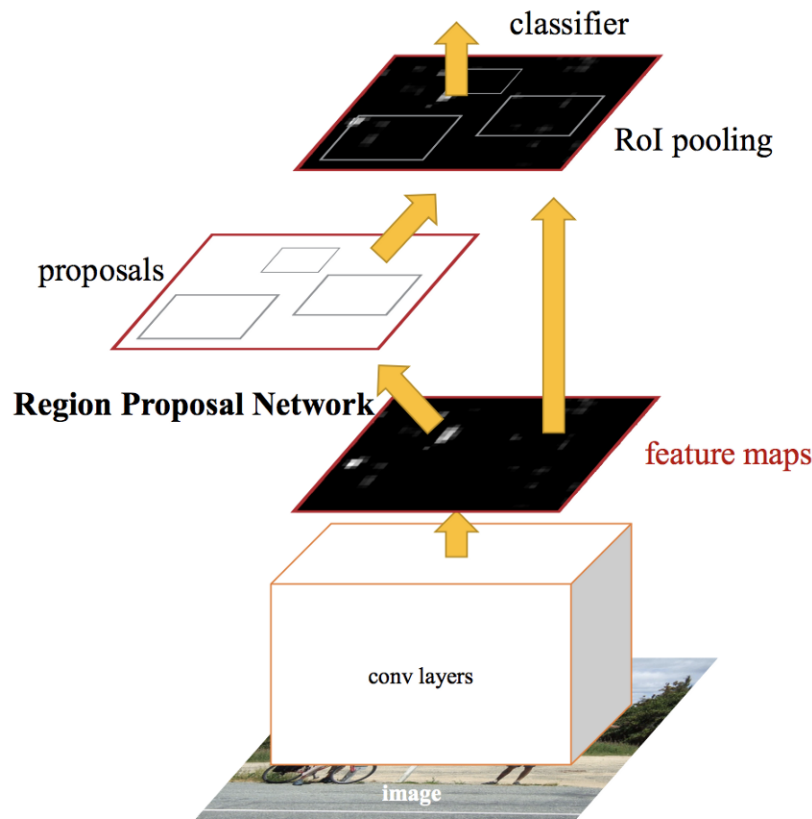 classifier
RoI pooling
proposals
Region Proposal Network
feature maps
conv layers
image